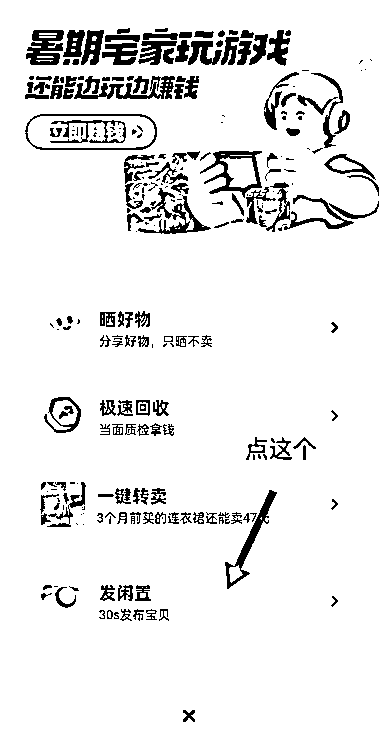 暑期宅家玩游戏
还能边玩边赚钱
立即赚钱
晒好物
分享好物，只晒不卖
极速回收
当面质检拿钱
点这个
一键转卖
3个月前买的连衣裙还能卖47元
发闲置
30s发布宝贝